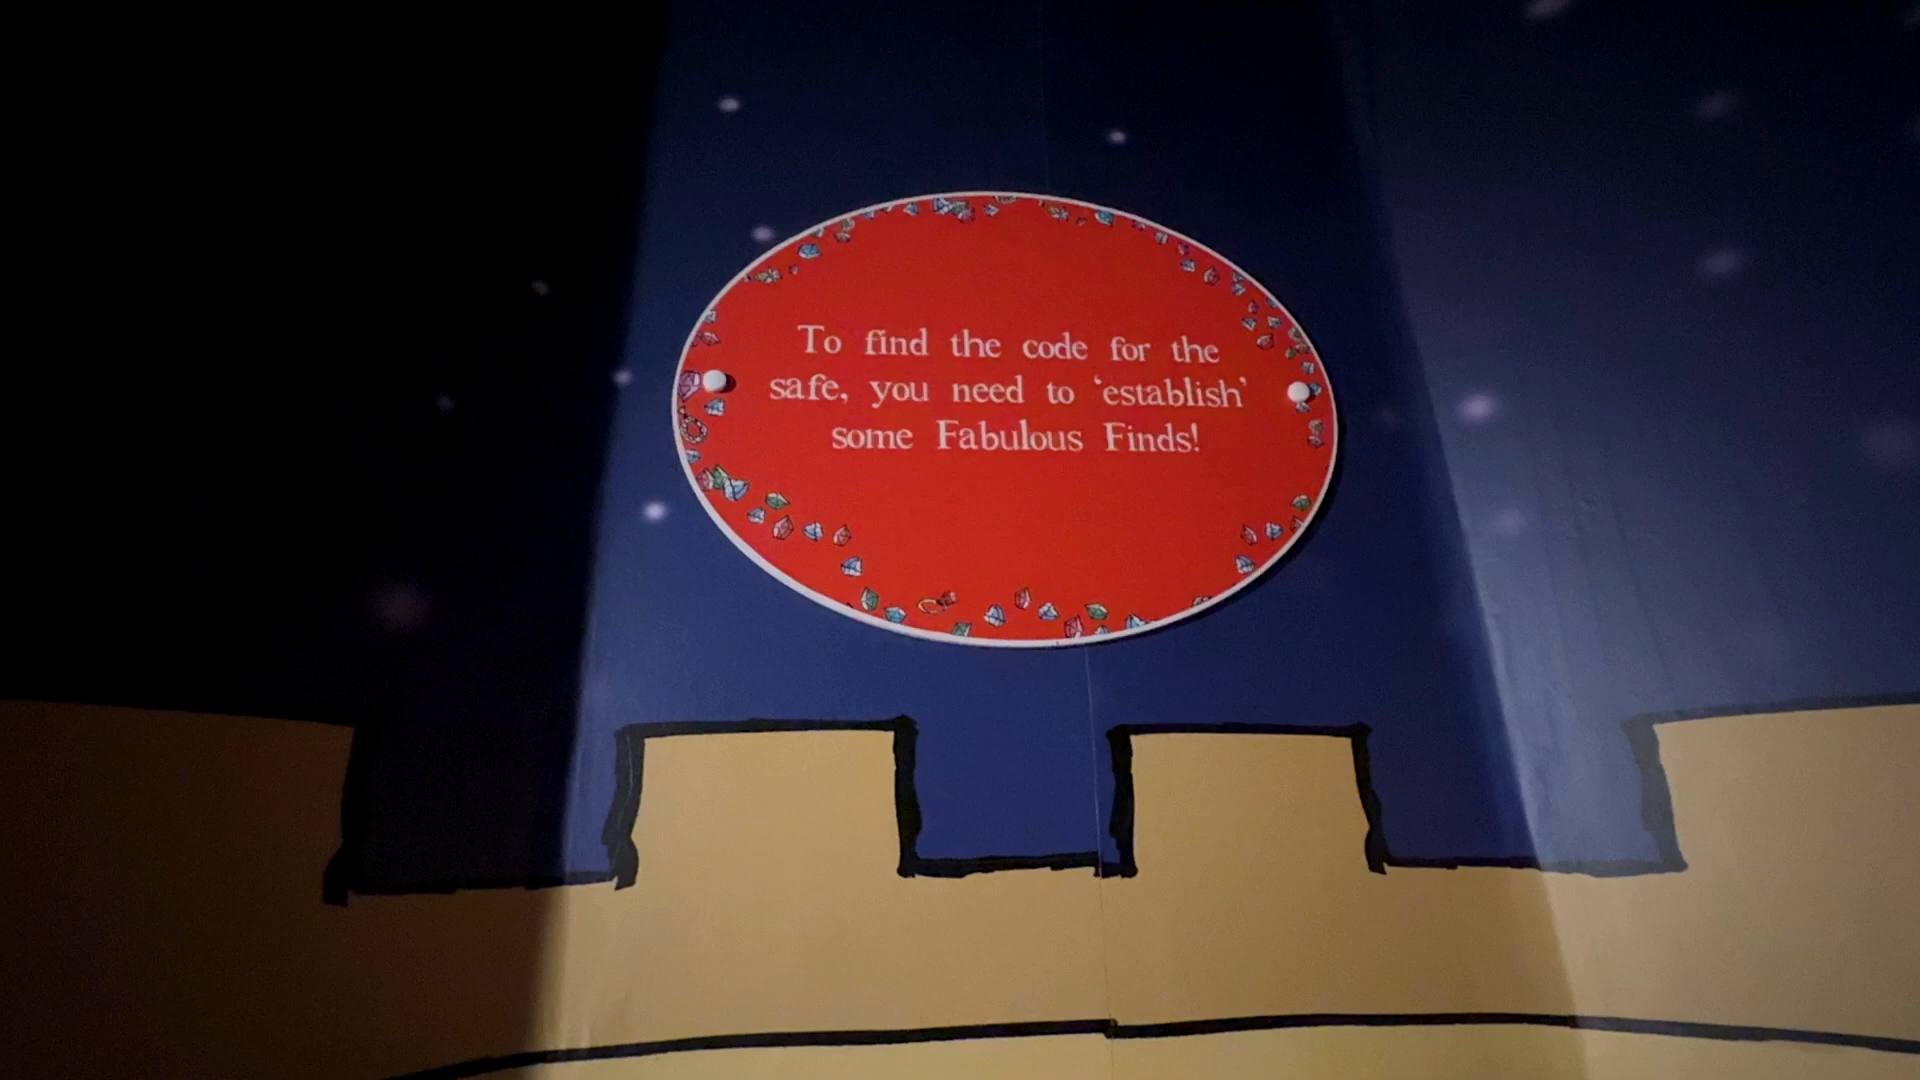 To find the code for the
safe, you need to ‘establish’
some Fabulous Finds!